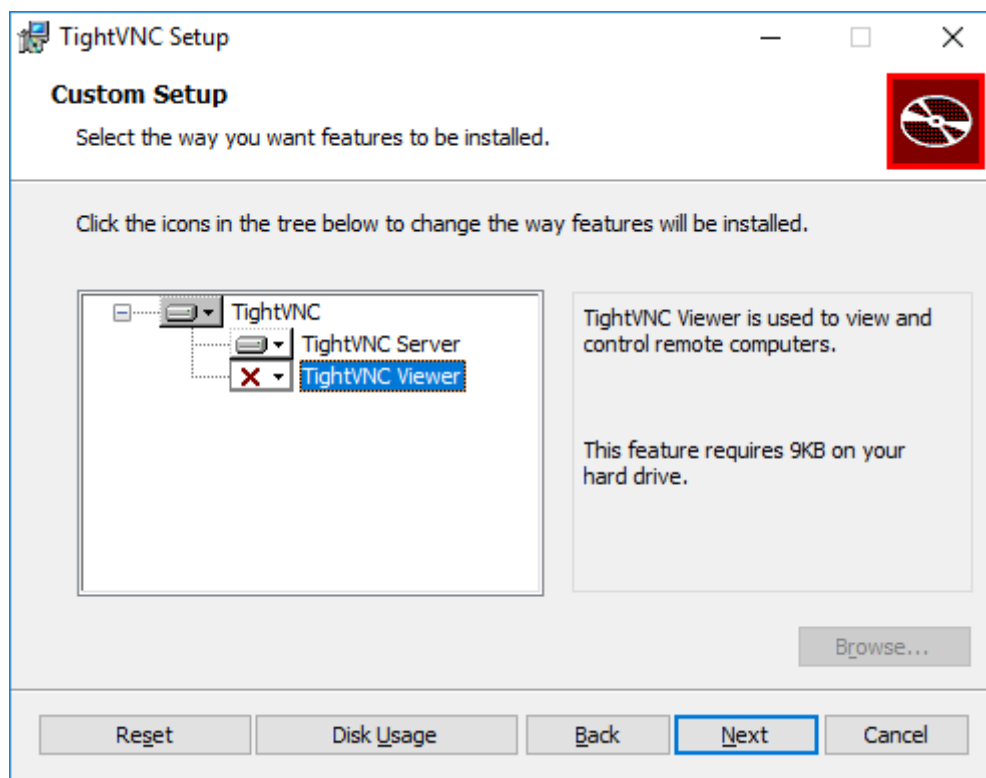 TightVNC Setup
Custom Setup
Select the way you want features to be installed.
Click the icons in the tree below to change the way features will be installed.
TightVNC
TightVNC Server
TightVNC Viewer
TightVNC Viewer is used to view and
control remote computers.
This feature requires 9KB on your
hard drive.
Browse...
Reset
Disk Usage
Back
Next
Cancel